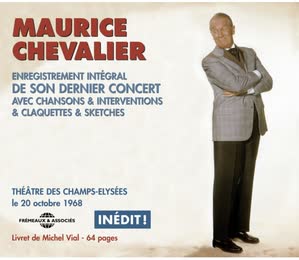 MAURICE
CHEVALIER
ENREGISTREMENT INTÉGRAL
DE SON DERNIER CONCERT
AVEC CHANSONS & INTERVENTIONS
& CLAQUETTES & SKETCHES
THÉÂTRE DES CHAMPS-ELYSÉES
le 20 octobre 1968
FRÉMEAUX & ASSOCIÉS
INÉDIT !
Livret de Michel Vial - 64 pages